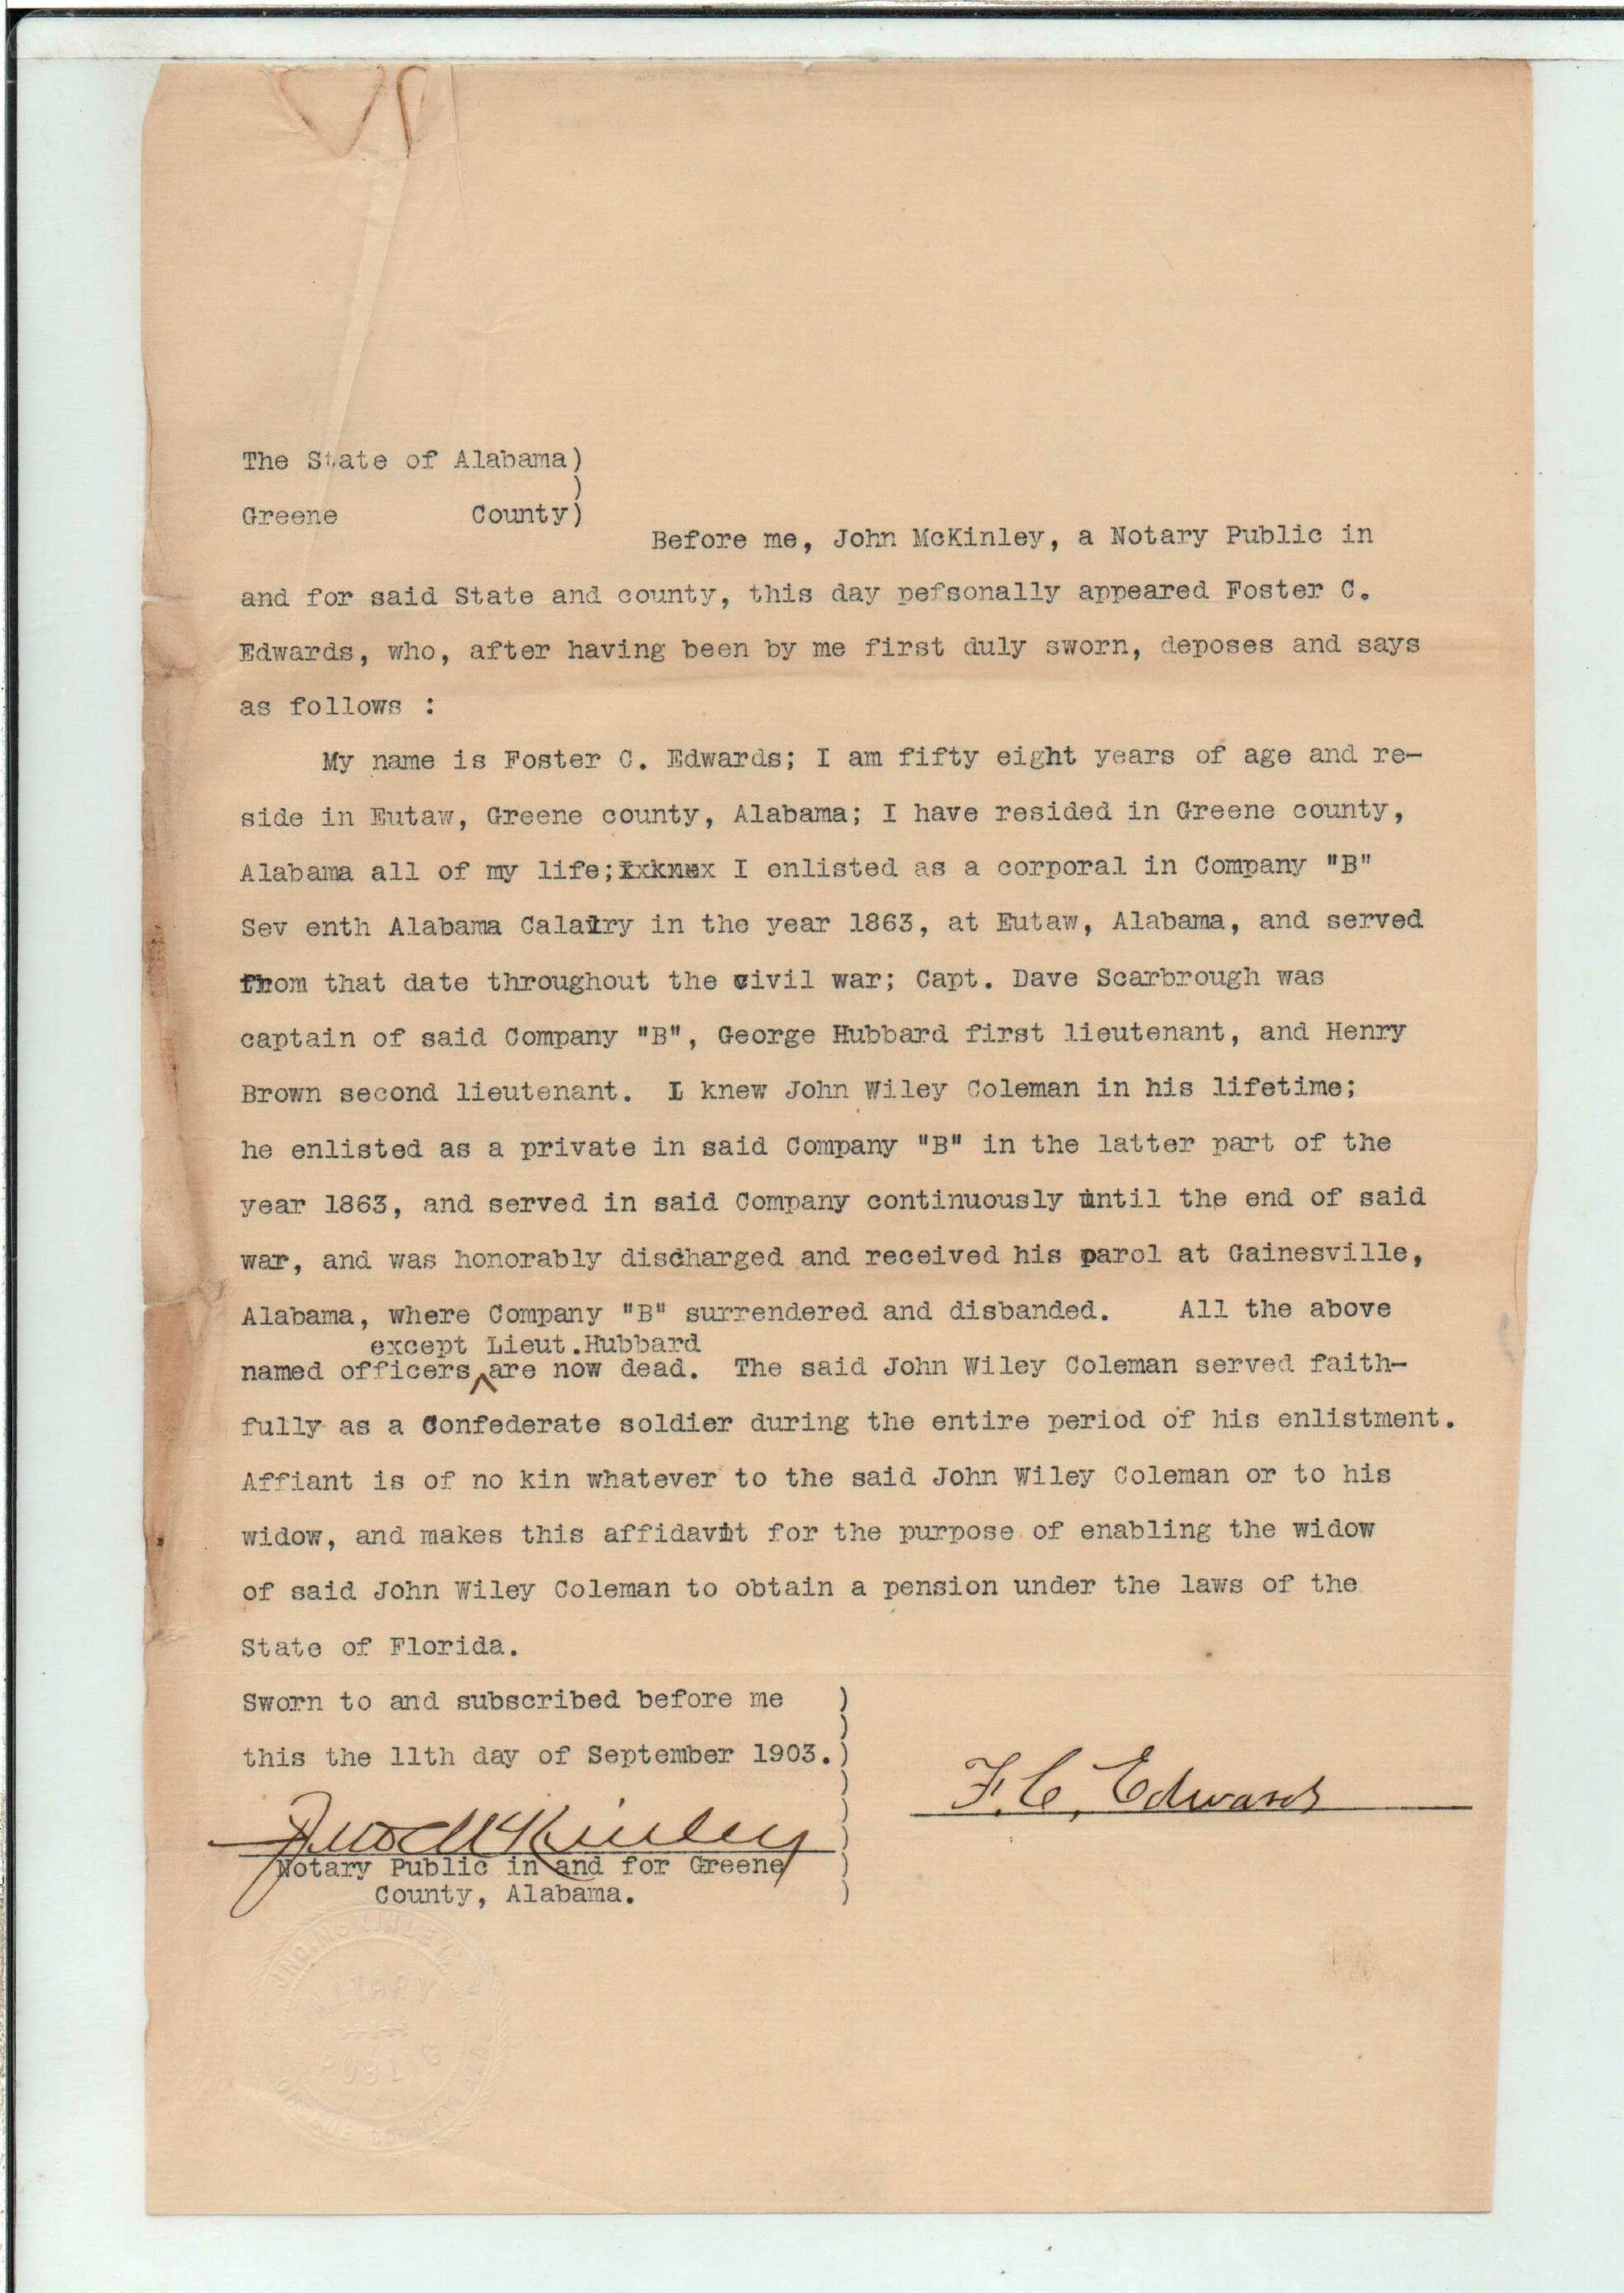 The State of Alabama)
)
Greene County)
Before me, John McKinley, a Notary Public in
and for said State and county, this day pefsonally appeared Foster C.
Edwards, who, after having been by me first duly sworn, deposes and says
as follows :
My name is Foster C. Edwards; I am fifty eight years of age and re-
side in Eutaw, Greene county, Alabama; I have resided in Greene county,
Alabama all of my life; I enlisted as a corporal in Company "B"
Sev enth Alabama Calalry in the year 1863, at Eutaw, Alabama, and served
from that date throughout the civil war; Capt. Dave Scarbrough was
captain of said Company "B", George Hubbard first lieutenant, and Henry
Brown second lieutenant. I knew John Wiley Coleman in his lifetime;
he enlisted as a private in said Company "B" in the latter part of the
year 1863, and served in said Company continuously until the end of said
war, and was honorably discharged and received his parol at Gainesville,
Alabama, where Company "B" surrendered and disbanded. All the above
except Lieut.Hubbard
named officers are now dead. The said John Wiley Coleman served faith-
fully as a Confederate soldier during the entire period of his enlistment.
Affiant is of no kin whatever to the said John Wiley Coleman or to his
widow, and makes this affidavit for the purpose of enabling the widow
of said John Wiley Coleman to obtain a pension under the laws of the
State of Florida.
Sworn to and subscribed before me )
)
this the 11th day of September 1903.)
)
F. C. Edwards
)
Jno McKinley )
Notary Public in and for Greene )
County, Alabama. )
JNO. McKINLEY
NOTARY
PUBLIC